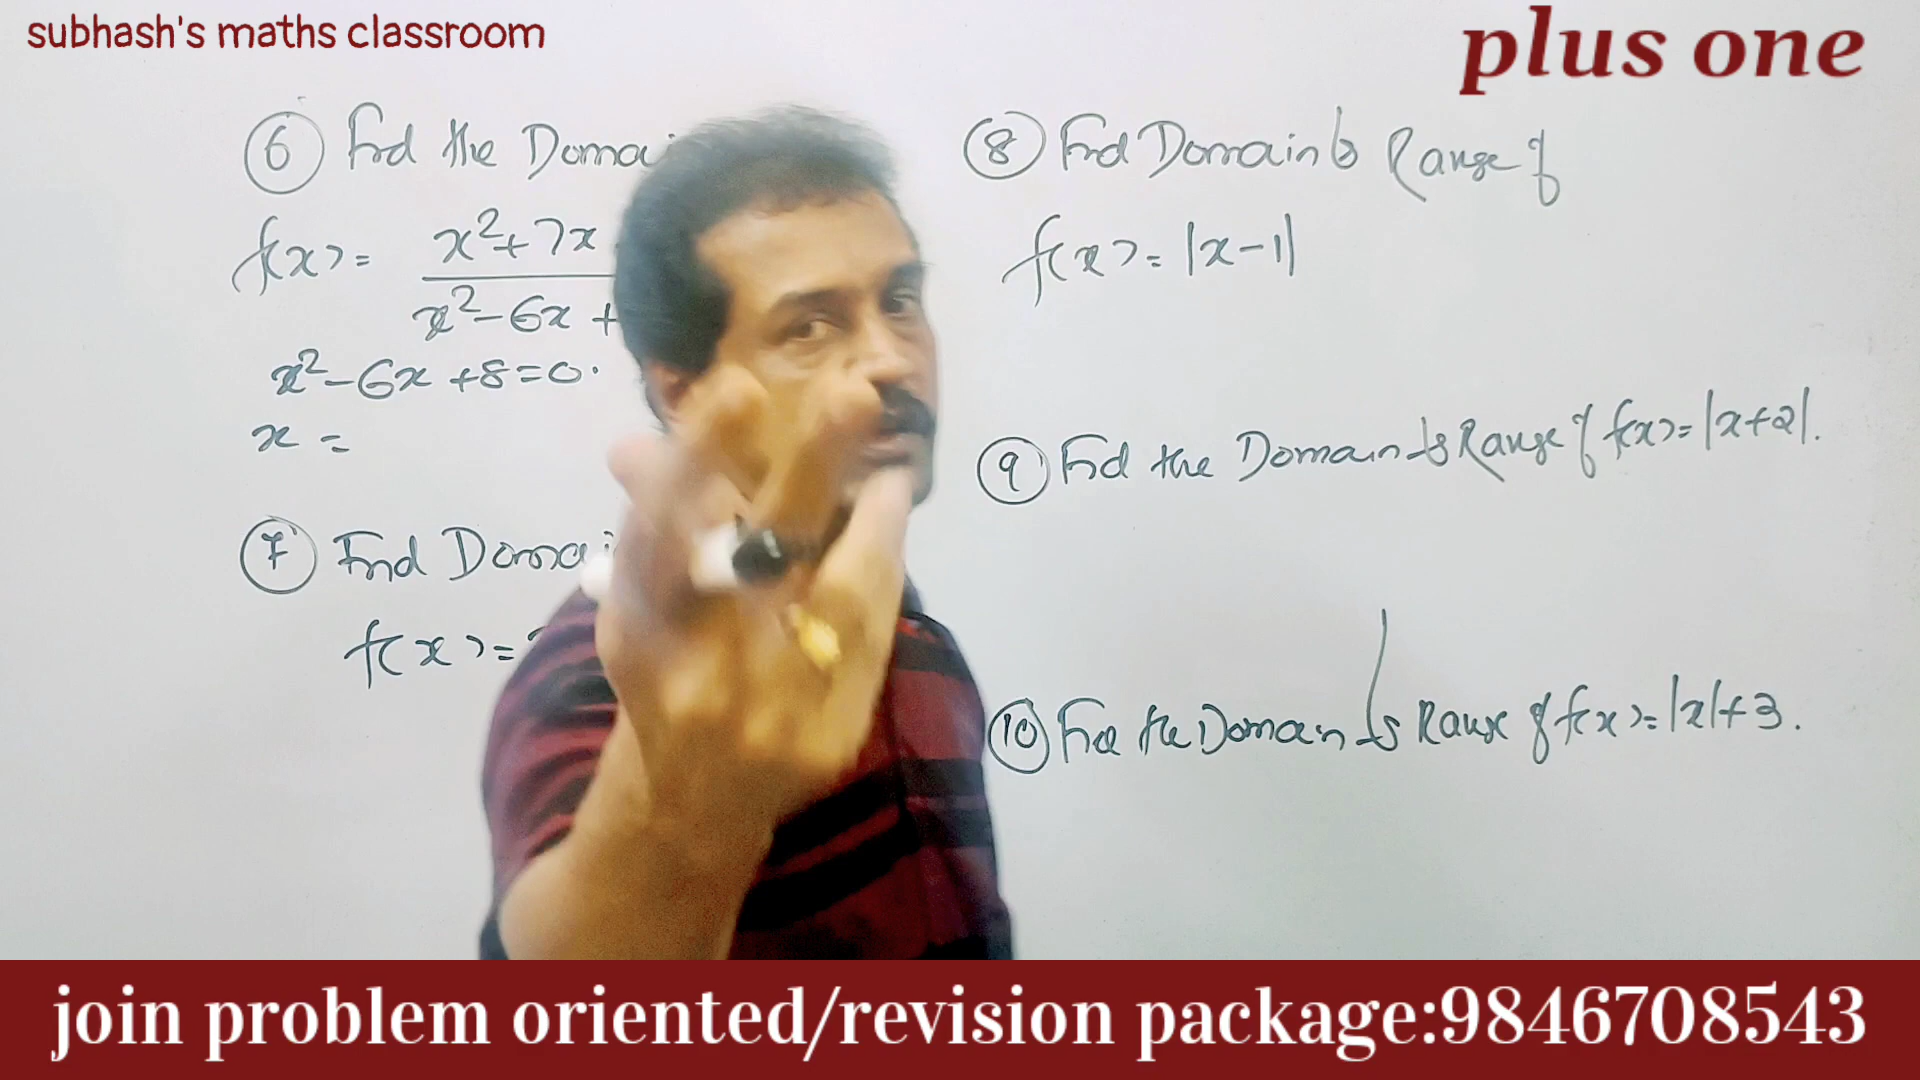 subhash's maths classroom
plus one
⑥ Find the Domai
f(x) = x²+7x
x²-6x +
x²-6x+8=0.
x =
⑦ Find Domai
f(x) =
⑧ Find Domain & Range of
f(x) = |x-1|
⑨ Find the Domain & Range of f(x) = |x+2|.
⑩ Find the Domain & Range of f(x) = |x|+3.
join problem oriented/revision package:9846708543